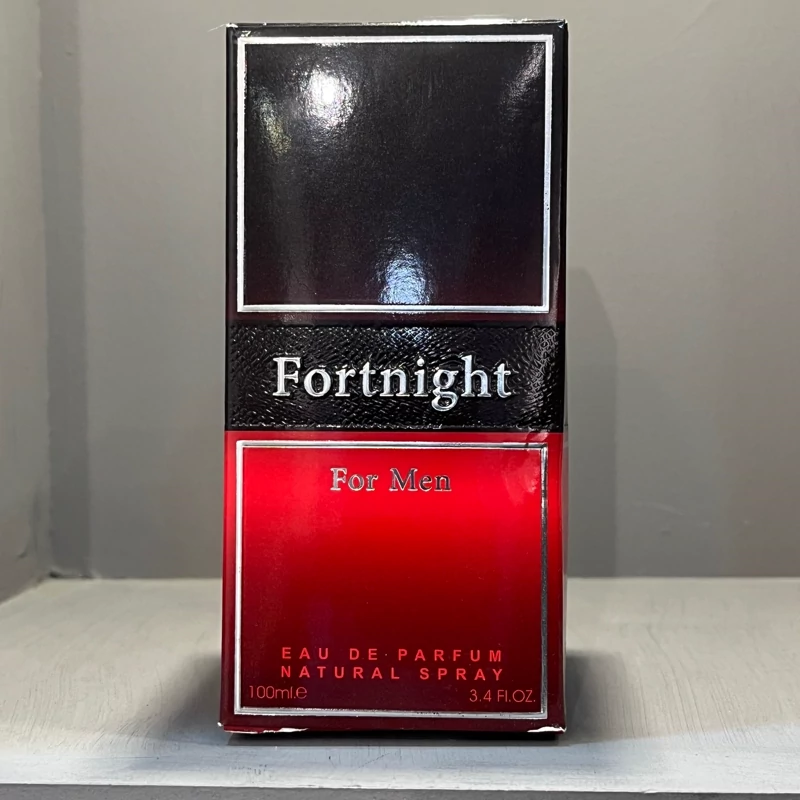 Fortnight
For Men
EAU DE PARFUM
NATURAL SPRAY
100ml.e 3.4 Fl.OZ.